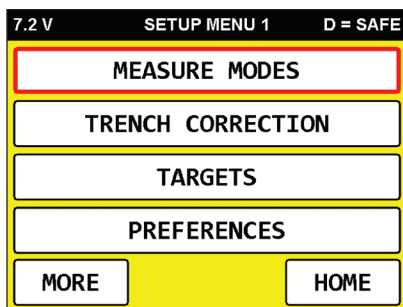 7.2 V SETUP MENU 1 D = SAFE
MEASURE MODES
TRENCH CORRECTION
TARGETS
PREFERENCES
MORE HOME